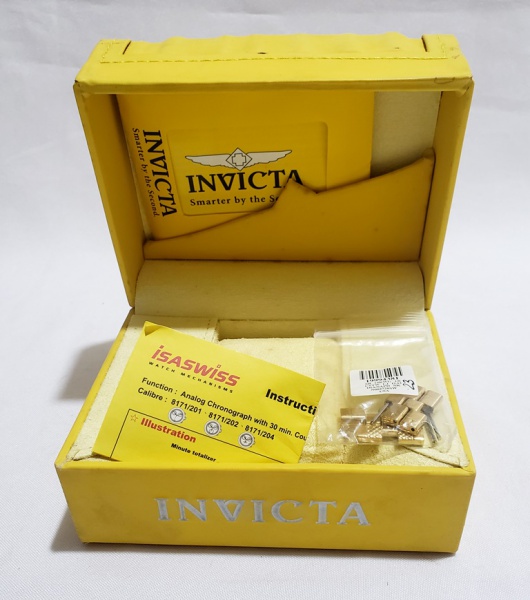 INVICTA
Smarter by the Second
INVICTA
Smarter by the Se
isaswiss
WATCH MECHANISMS
Instructi
Function : Analog Chronograph with 30 min. Cou
Calibre : 8171/201 · 8171/202 · 8171/204
☆ Illustration
Minute totalizer
INVICTA